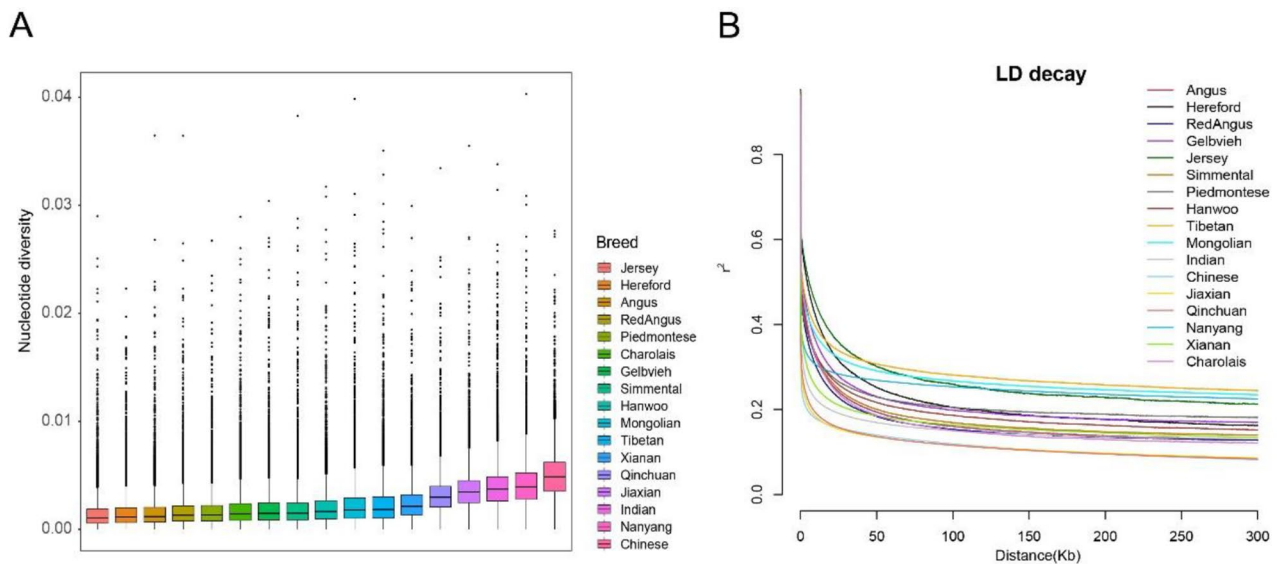 A
Nucleotide diversity
0.04
0.03
0.02
0.01
0.00
Breed
Jersey
Hereford
Angus
RedAngus
Piedmontese
Charolais
Gelbvieh
Simmental
Hanwoo
Mongolian
Tibetan
Xianan
Qinchuan
Jiaxian
Indian
Nanyang
Chinese
B
LD decay
r²
0.8
0.6
0.4
0.2
0.0
0
50
100
150
200
250
300
Distance(Kb)
Angus
Hereford
RedAngus
Gelbvieh
Jersey
Simmental
Piedmontese
Hanwoo
Tibetan
Mongolian
Indian
Chinese
Jiaxian
Qinchuan
Nanyang
Xianan
Charolais